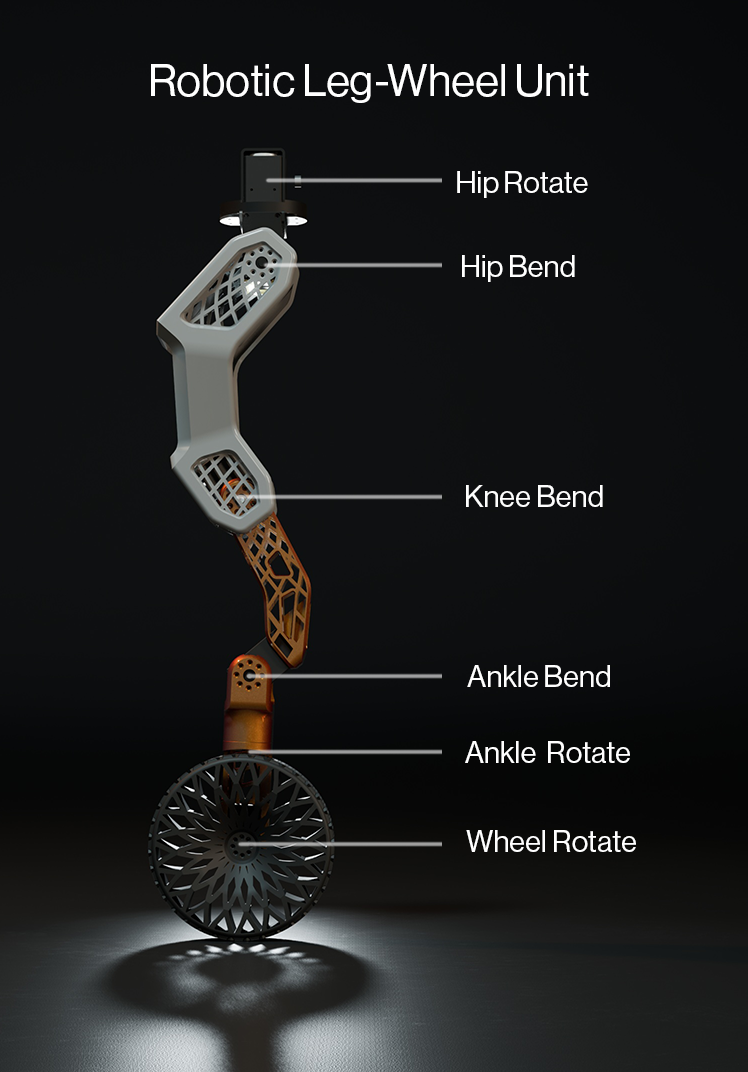 Robotic Leg-Wheel Unit
Hip Rotate
Hip Bend
Knee Bend
Ankle Bend
Ankle Rotate
Wheel Rotate